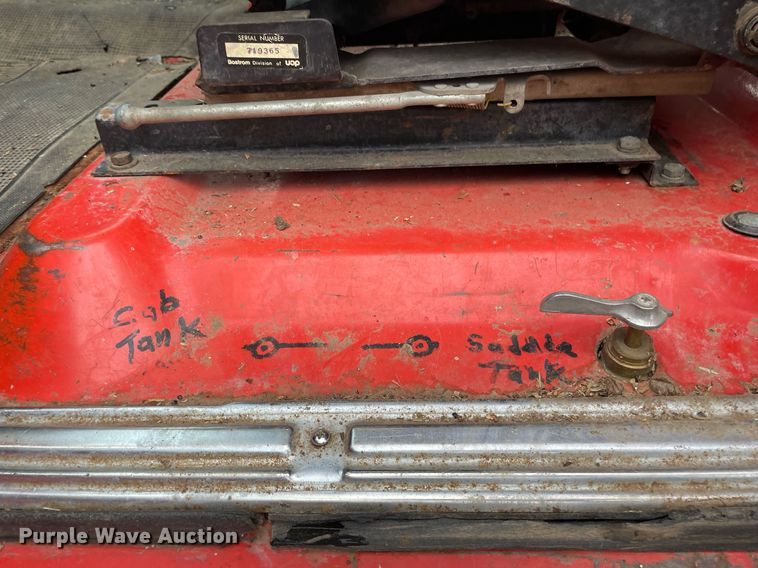 SERIAL NUMBER
719365
Bostrom Division of uop
Cab
Tank
Saddle
Tank
Purple Wave Auction